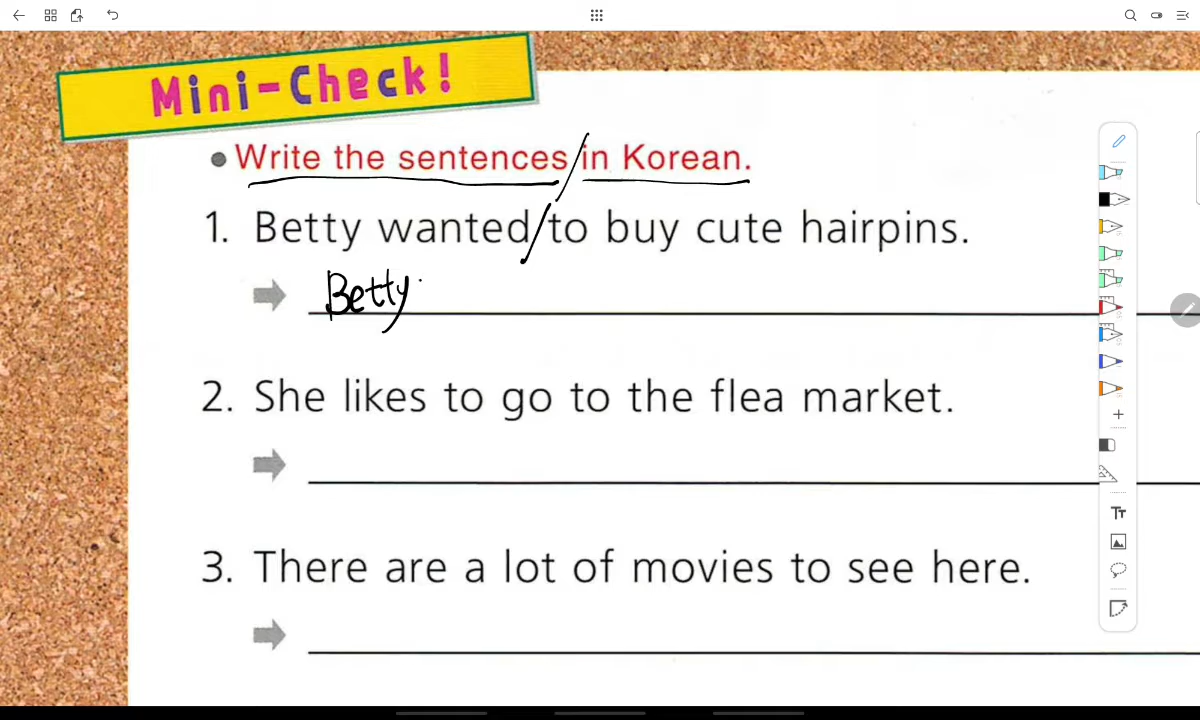 Mini-Check!
● Write the sentences in Korean.
1. Betty wanted to buy cute hairpins.
Betty
2. She likes to go to the flea market.
3. There are a lot of movies to see here.